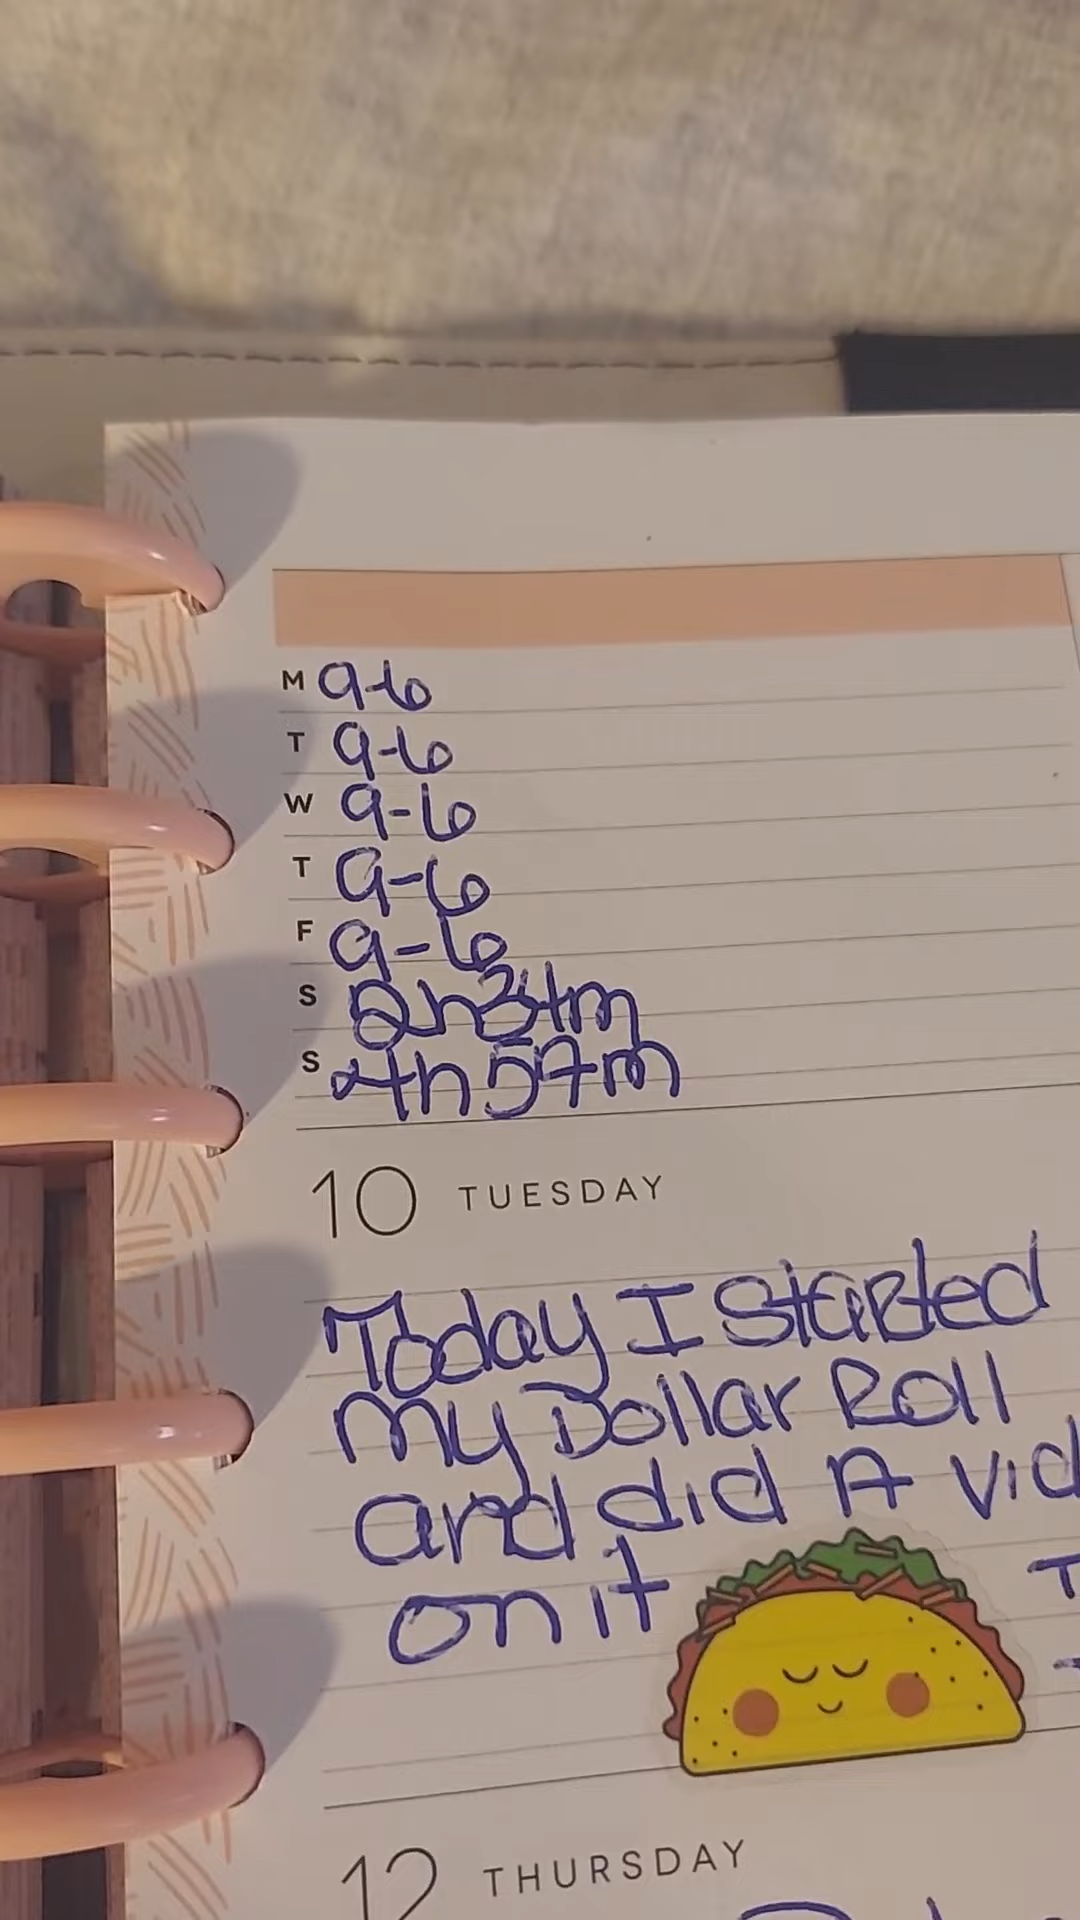 M 9-6
T 9-6
W 9-6
T 9-6
F 9-6
S 2h34m
S 4h57m
10 TUESDAY
Today I Started
My Dollar Roll
and did A vid
on it
12 THURSDAY